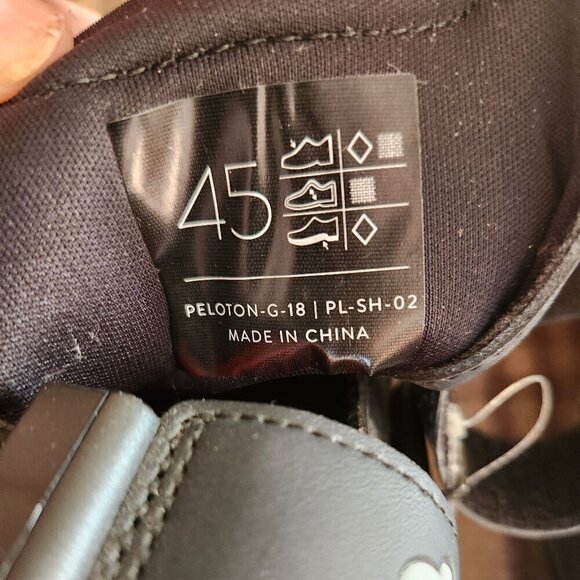 45
PELOTON-G-18 | PL-SH-02
MADE IN CHINA